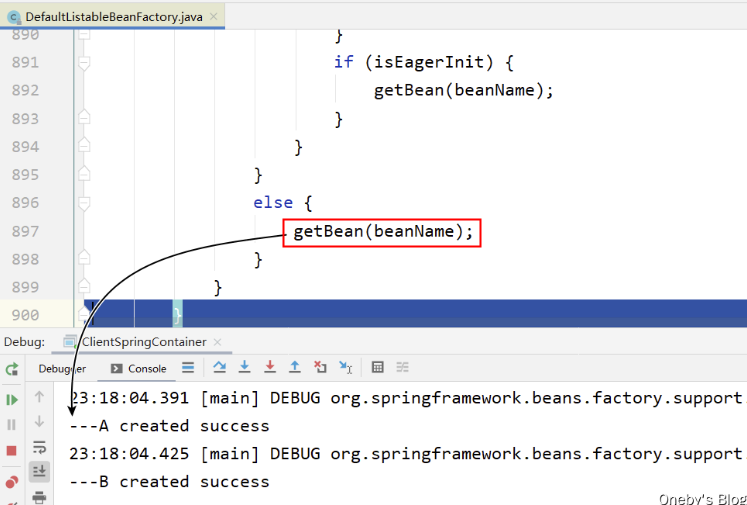 DefaultListableBeanFactory.java
890 }
891 if (isEagerInit) {
892 getBean(beanName);
893 }
894 }
895 }
896 else {
897 getBean(beanName);
898 }
899 }
900 }
Debug: ClientSpringContainer
Debugger Console
23:18:04.391 [main] DEBUG org.springframework.beans.factory.support.
---A created success
23:18:04.425 [main] DEBUG org.springframework.beans.factory.support.
---B created success
Oneby's Blog